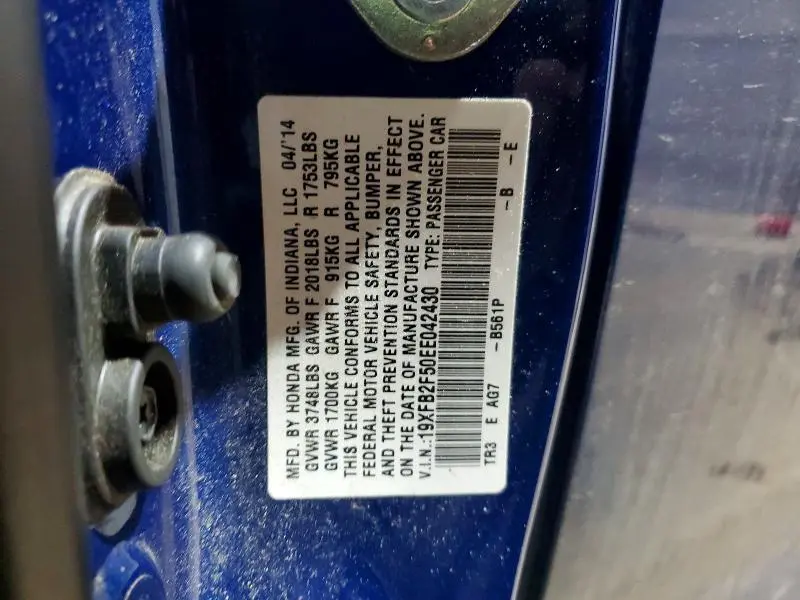 MFD. BY HONDA MFG. OF INDIANA, LLC 04/'14
GVWR 3748LBS GAWR F 2018LBS R 1753LBS
GVWR 1700KG GAWR F 915KG R 795KG
THIS VEHICLE CONFORMS TO ALL APPLICABLE
FEDERAL MOTOR VEHICLE SAFETY, BUMPER,
AND THEFT PREVENTION STANDARDS IN EFFECT
ON THE DATE OF MANUFACTURE SHOWN ABOVE.
V.I.N.:19XFB2F50EE042430 TYPE: PASSENGER CAR
TR3 E AG7 -B561P -B -E